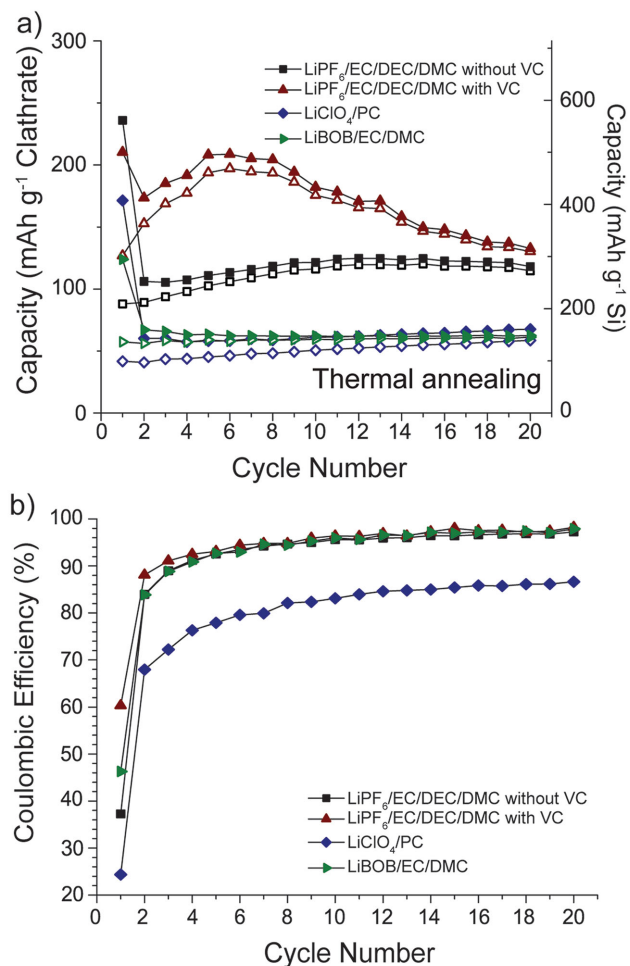 a)
300
200
100
0
Capacity (mAh g⁻¹ Clathrate)
LiPF₆/EC/DEC/DMC without VC
LiPF₆/EC/DEC/DMC with VC
LiClO₄/PC
LiBOB/EC/DMC
600
400
200
0
Capacity (mAh g⁻¹ Si)
Thermal annealing
0 2 4 6 8 10 12 14 16 18 20
Cycle Number
b)
100
90
80
70
60
50
40
30
20
Coulombic Efficiency (%)
LiPF₆/EC/DEC/DMC without VC
LiPF₆/EC/DEC/DMC with VC
LiClO₄/PC
LiBOB/EC/DMC
0 2 4 6 8 10 12 14 16 18 20
Cycle Number